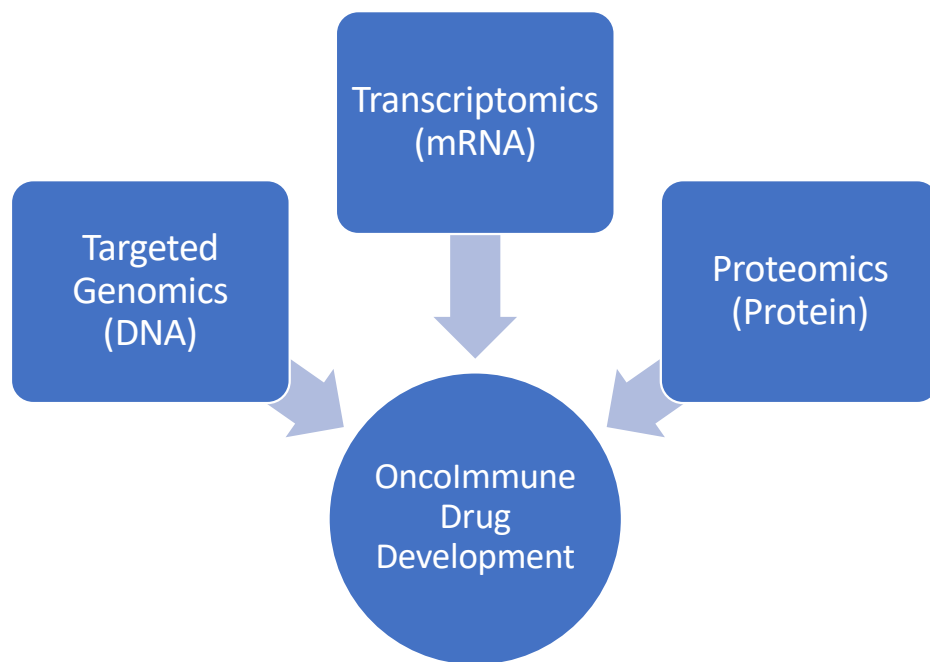 Transcriptomics
(mRNA)
Targeted
Genomics
(DNA)
Proteomics
(Protein)
OncoImmune
Drug
Development